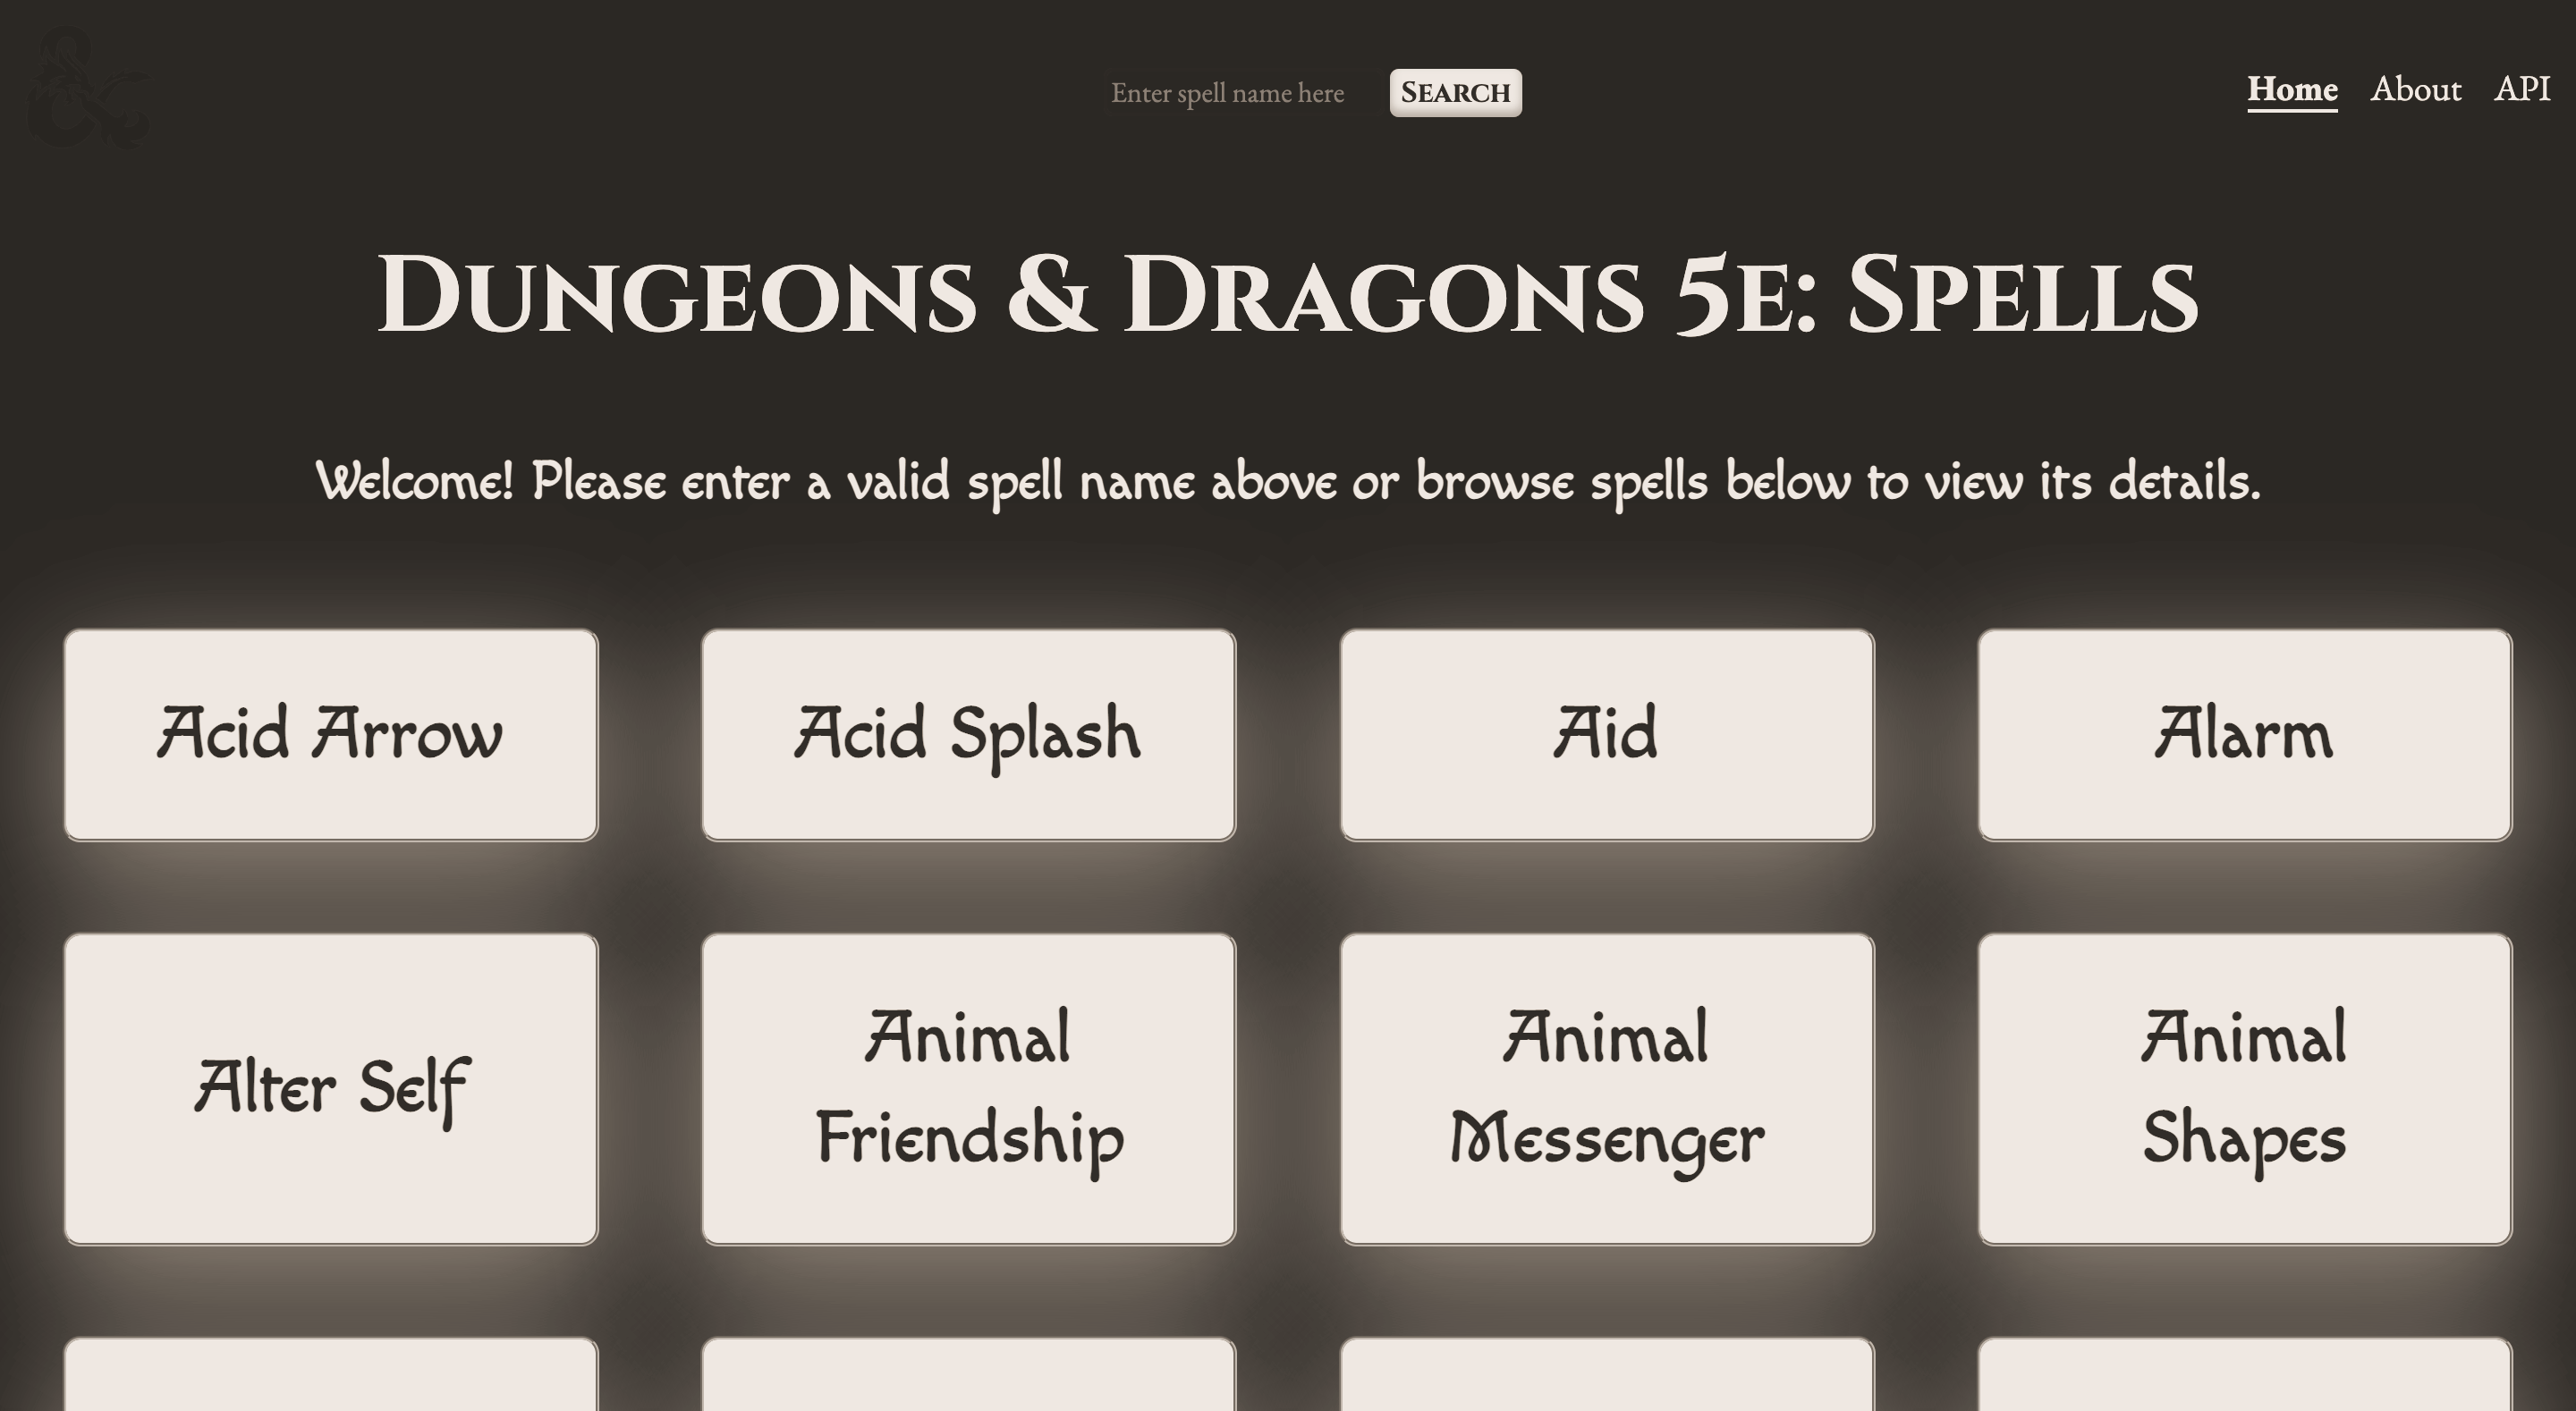 Enter spell name here
Search
Home
About
API
Dungeons & Dragons 5e: Spells
Welcome! Please enter a valid spell name above or browse spells below to view its details.
Acid Arrow
Acid Splash
Aid
Alarm
Alter Self
Animal
Friendship
Animal
Messenger
Animal
Shapes